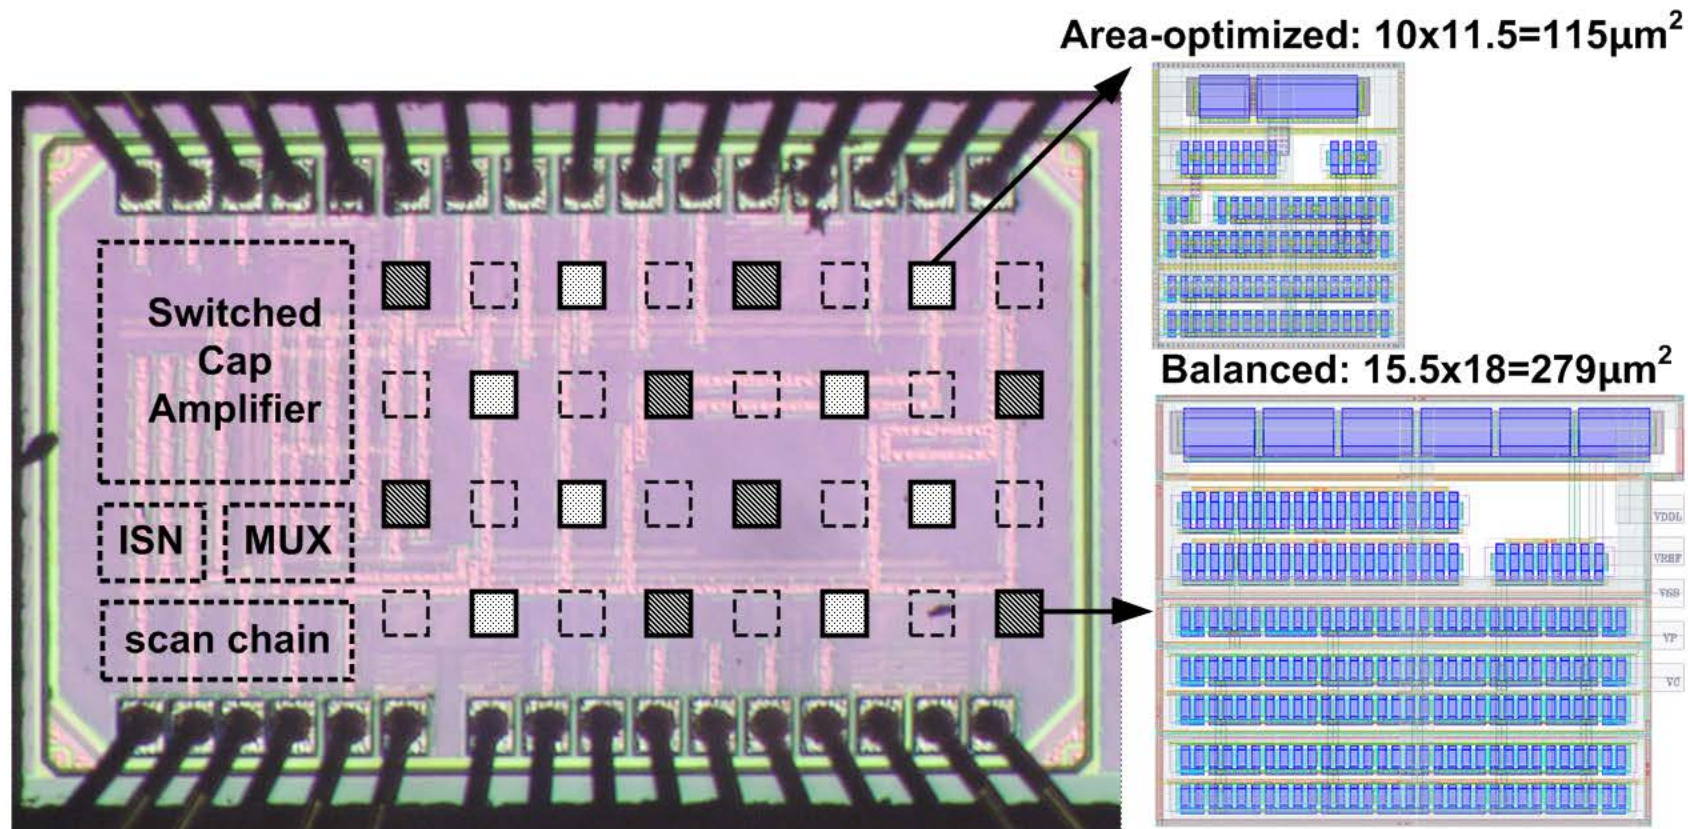 Area-optimized: 10x11.5=115µm²
Switched
Cap
Amplifier
ISN
MUX
scan chain
Balanced: 15.5x18=279µm²
VDDL
VREF
VSS
VP
VC